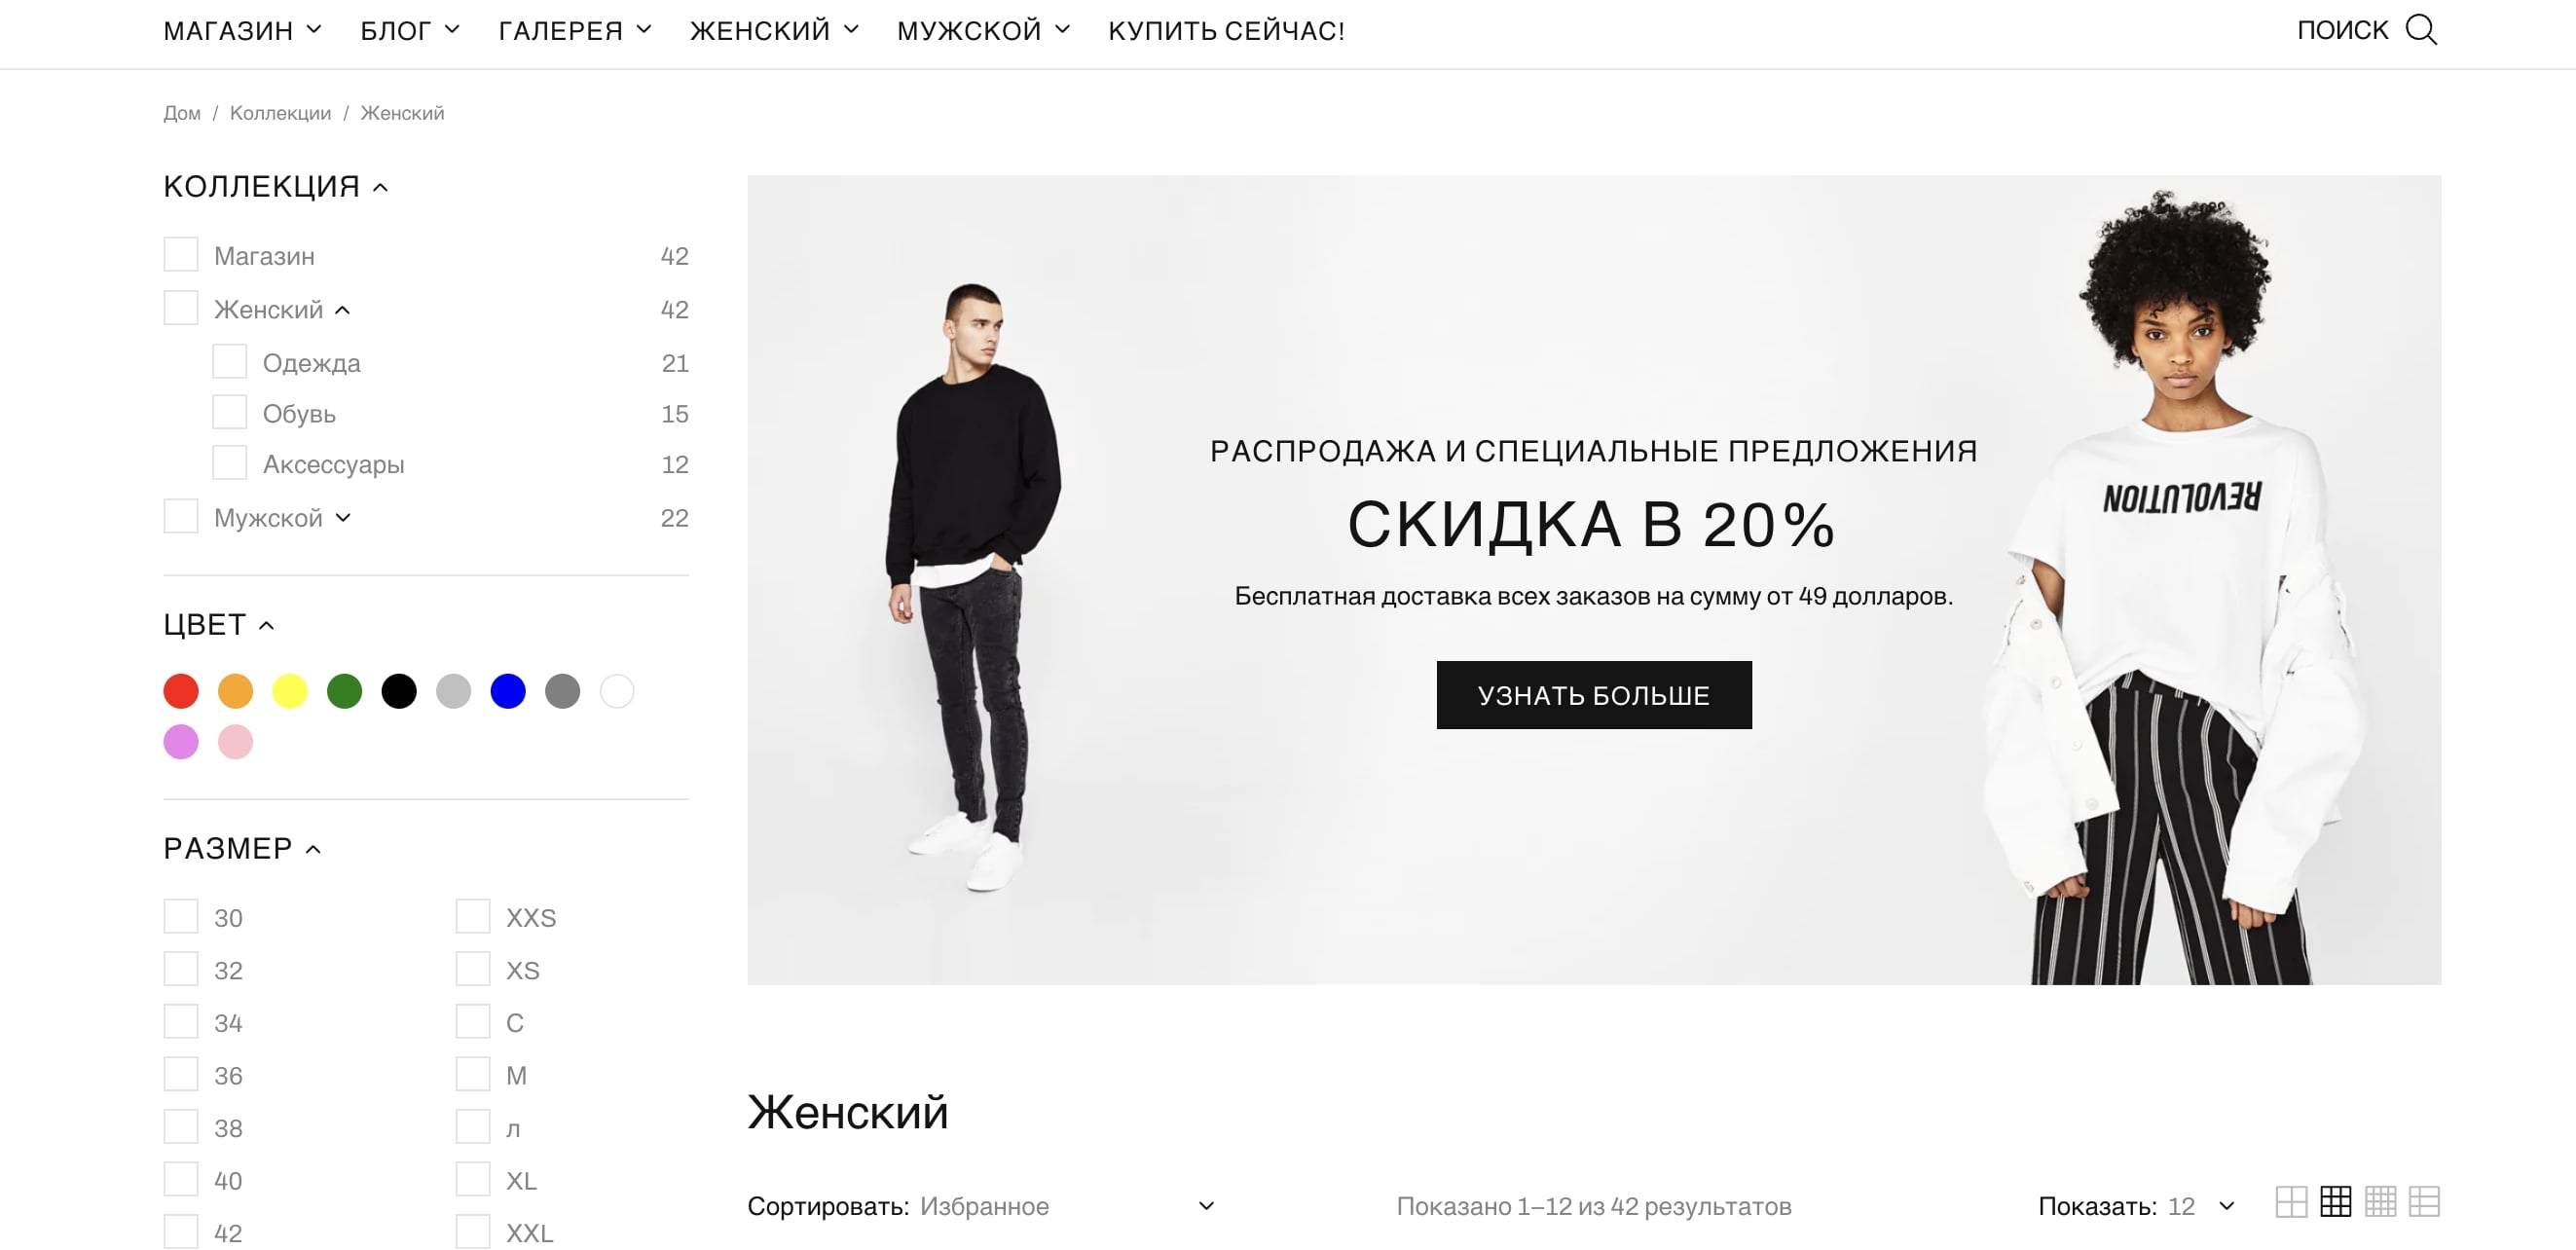 МАГАЗИН БЛОГ ГАЛЕРЕЯ ЖЕНСКИЙ МУЖСКОЙ КУПИТЬ СЕЙЧАС! ПОИСК
Дом / Коллекции / Женский
КОЛЛЕКЦИЯ
Магазин 42
Женский 42
Одежда 21
Обувь 15
Аксессуары 12
Мужской 22
ЦВЕТ
РАЗМЕР
30 XXS
32 XS
34 С
36 М
38 л
40 XL
42 XXL
РАСПРОДАЖА И СПЕЦИАЛЬНЫЕ ПРЕДЛОЖЕНИЯ
СКИДКА В 20%
Бесплатная доставка всех заказов на сумму от 49 долларов.
УЗНАТЬ БОЛЬШЕ
REVOLUTION
Женский
Сортировать: Избранное Показано 1–12 из 42 результатов Показать: 12